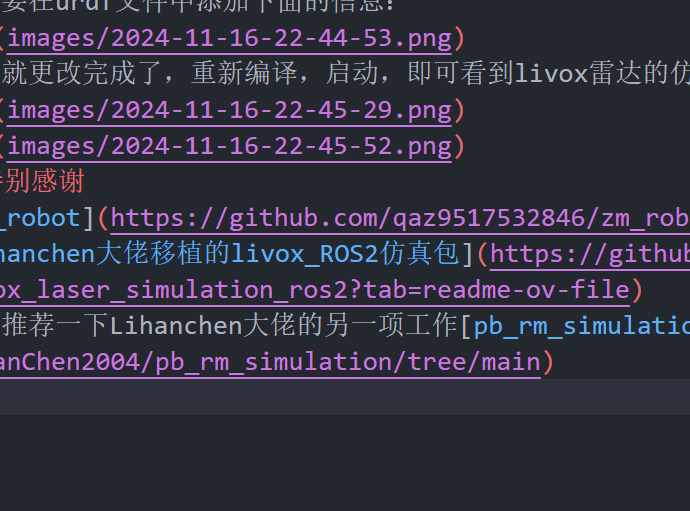 要在urdf文件中添加下面的信息：
(images/2024-11-16-22-44-53.png)
就更改完成了，重新编译，启动，即可看到livox雷达的仿
(images/2024-11-16-22-45-29.png)
(images/2024-11-16-22-45-52.png)
特别感谢
_robot](https://github.com/qaz9517532846/zm_rob
hanchen大佬移植的livox_ROS2仿真包](https://github
ox_laser_simulation_ros2?tab=readme-ov-file)
推荐一下Lihanchen大佬的另一项工作[pb_rm_simulatio
anChen2004/pb_rm_simulation/tree/main)